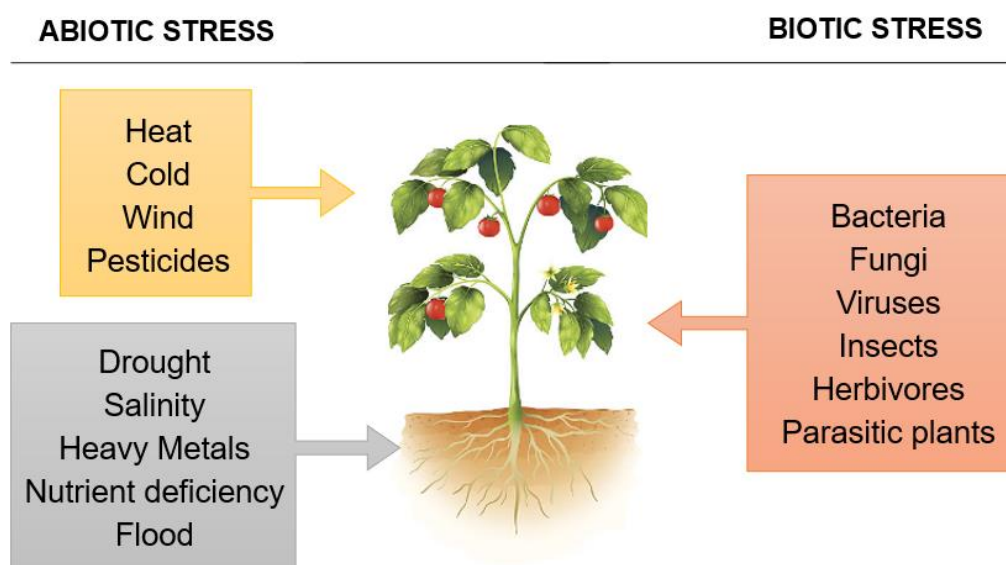 ABIOTIC STRESS
BIOTIC STRESS
Heat
Cold
Wind
Pesticides
Drought
Salinity
Heavy Metals
Nutrient deficiency
Flood
Bacteria
Fungi
Viruses
Insects
Herbivores
Parasitic plants